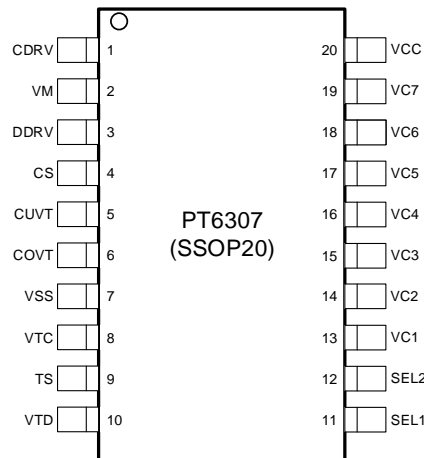 CDRV 1 20 VCC
VM 2 19 VC7
DDRV 3 18 VC6
CS 4 17 VC5
CUVT 5 16 VC4
COVT 6 15 VC3
VSS 7 14 VC2
VTC 8 13 VC1
TS 9 12 SEL2
VTD 10 11 SEL1
PT6307
(SSOP20)